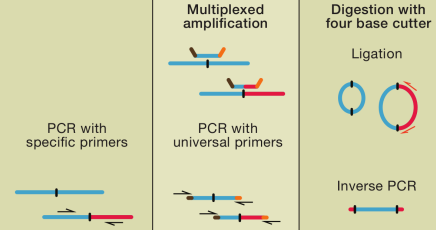 Multiplexed
amplification
Digestion with
four base cutter
Ligation
PCR with
specific primers
PCR with
universal primers
Inverse PCR